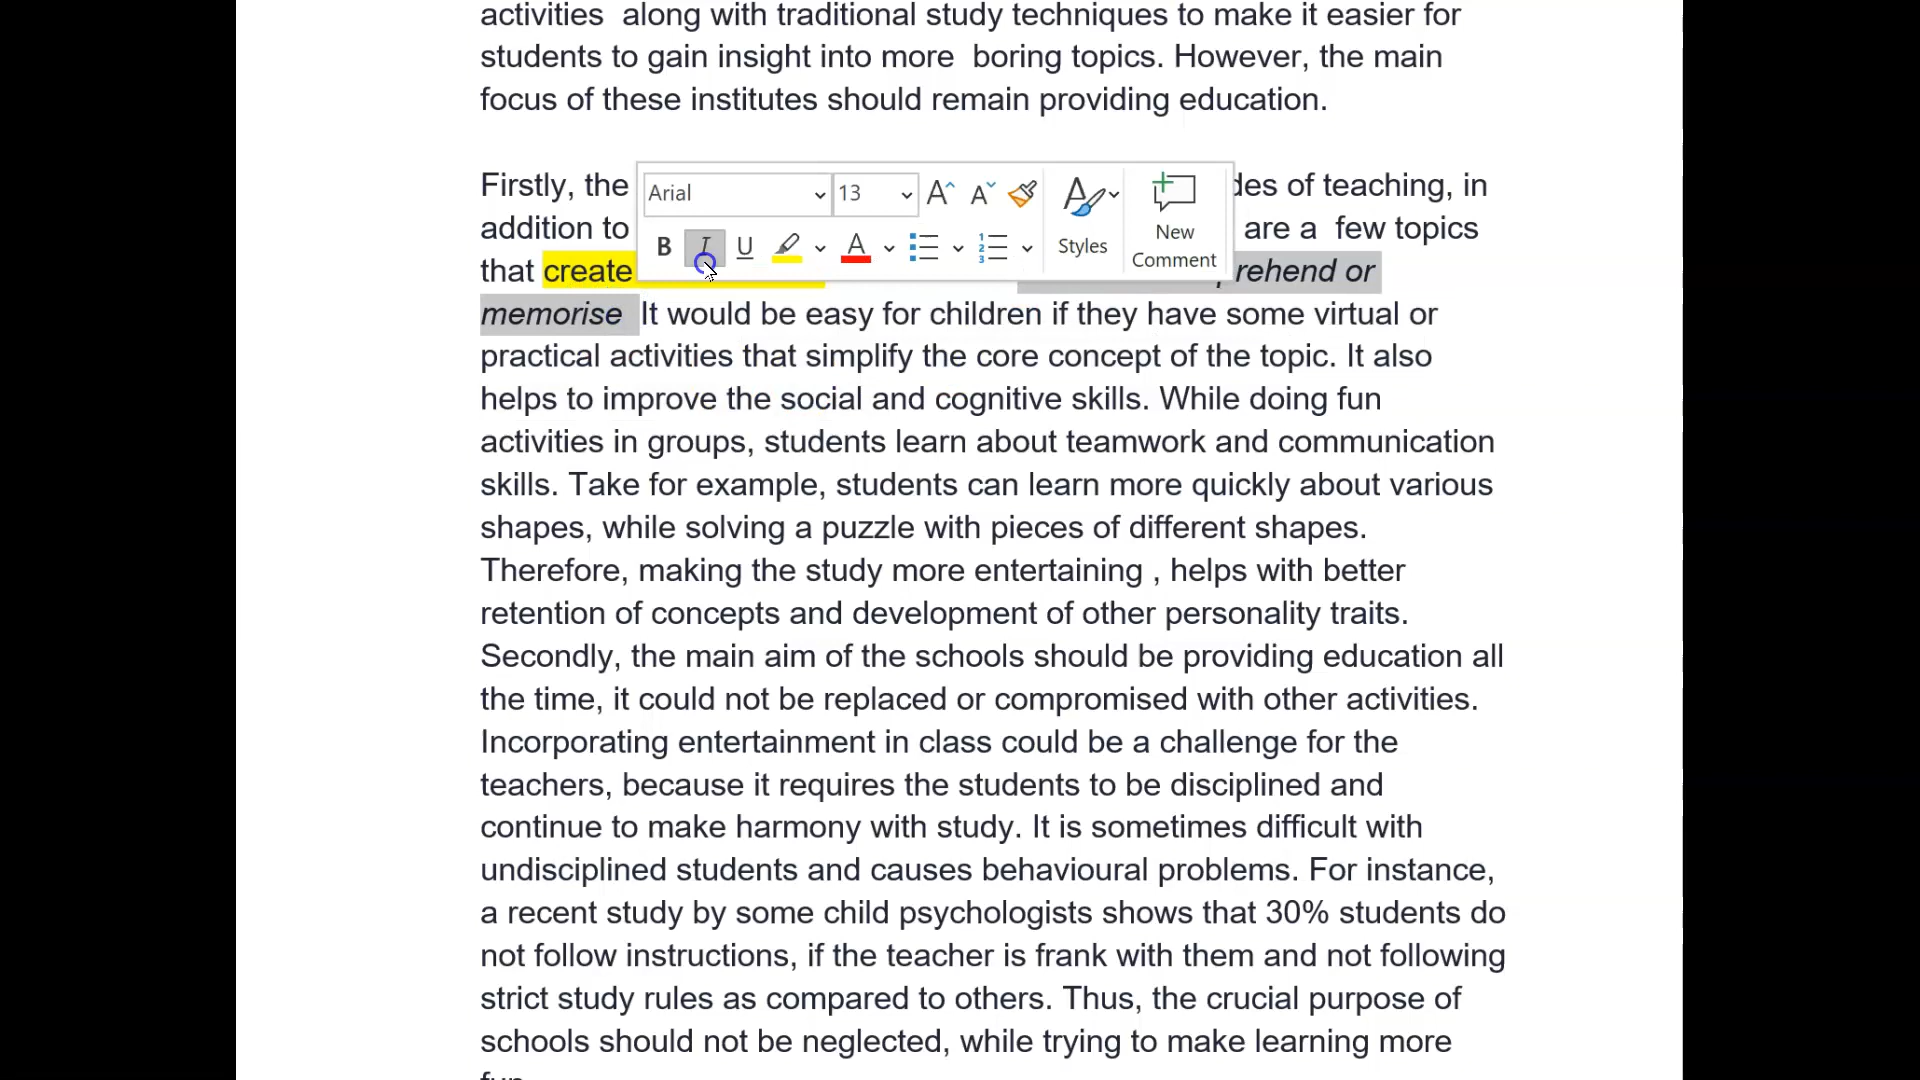 activities  along with traditional study techniques to make it easier for
students to gain insight into more  boring topics. However, the main
focus of these institutes should remain providing education.
Firstly, the
des of teaching, in
Arial
13
New
Comment
Styles
B
I
U
A
addition to
are a  few topics
that create
rehend or
memorise  It would be easy for children if they have some virtual or
practical activities that simplify the core concept of the topic. It also
helps to improve the social and cognitive skills. While doing fun
activities in groups, students learn about teamwork and communication
skills. Take for example, students can learn more quickly about various
shapes, while solving a puzzle with pieces of different shapes.
Therefore, making the study more entertaining , helps with better
retention of concepts and development of other personality traits.
Secondly, the main aim of the schools should be providing education all
the time, it could not be replaced or compromised with other activities.
Incorporating entertainment in class could be a challenge for the
teachers, because it requires the students to be disciplined and
continue to make harmony with study. It is sometimes difficult with
undisciplined students and causes behavioural problems. For instance,
a recent study by some child psychologists shows that 30% students do
not follow instructions, if the teacher is frank with them and not following
strict study rules as compared to others. Thus, the crucial purpose of
schools should not be neglected, while trying to make learning more